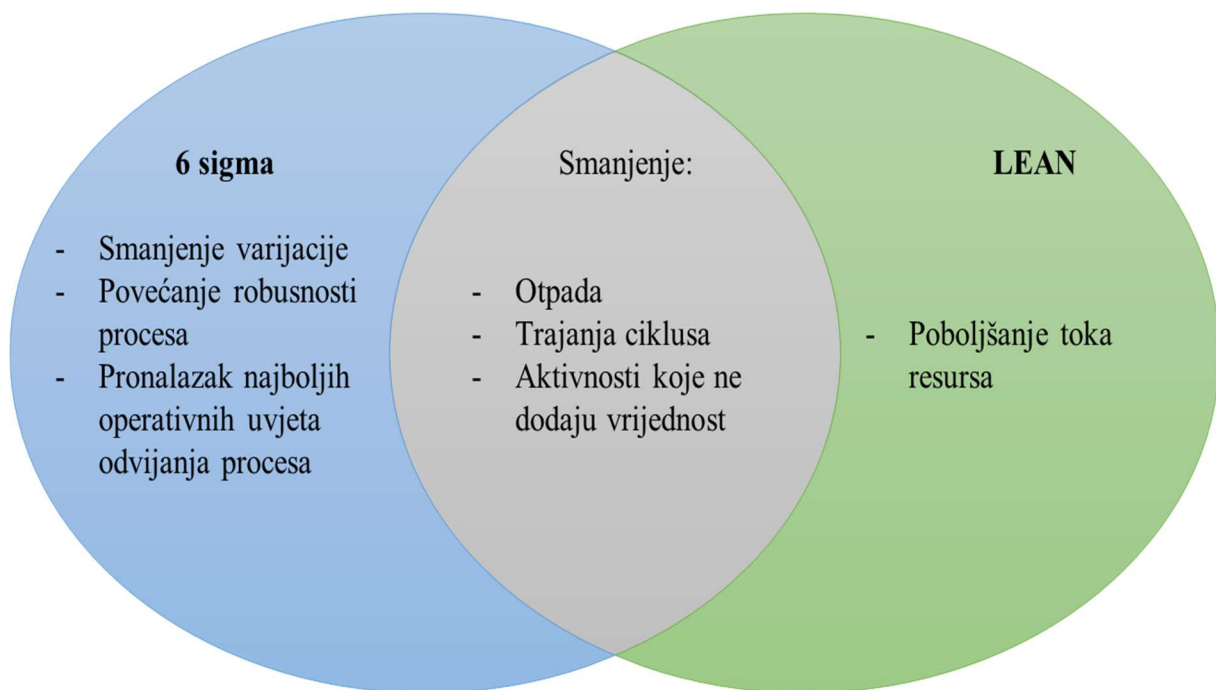 6 sigma
- Smanjenje varijacije
- Povećanje robusnosti
procesa
- Pronalazak najboljih
operativnih uvjeta
odvijanja procesa
Smanjenje:
- Otpada
- Trajanja ciklusa
- Aktivnosti koje ne
dodaju vrijednost
LEAN
- Poboljšanje toka
resursa